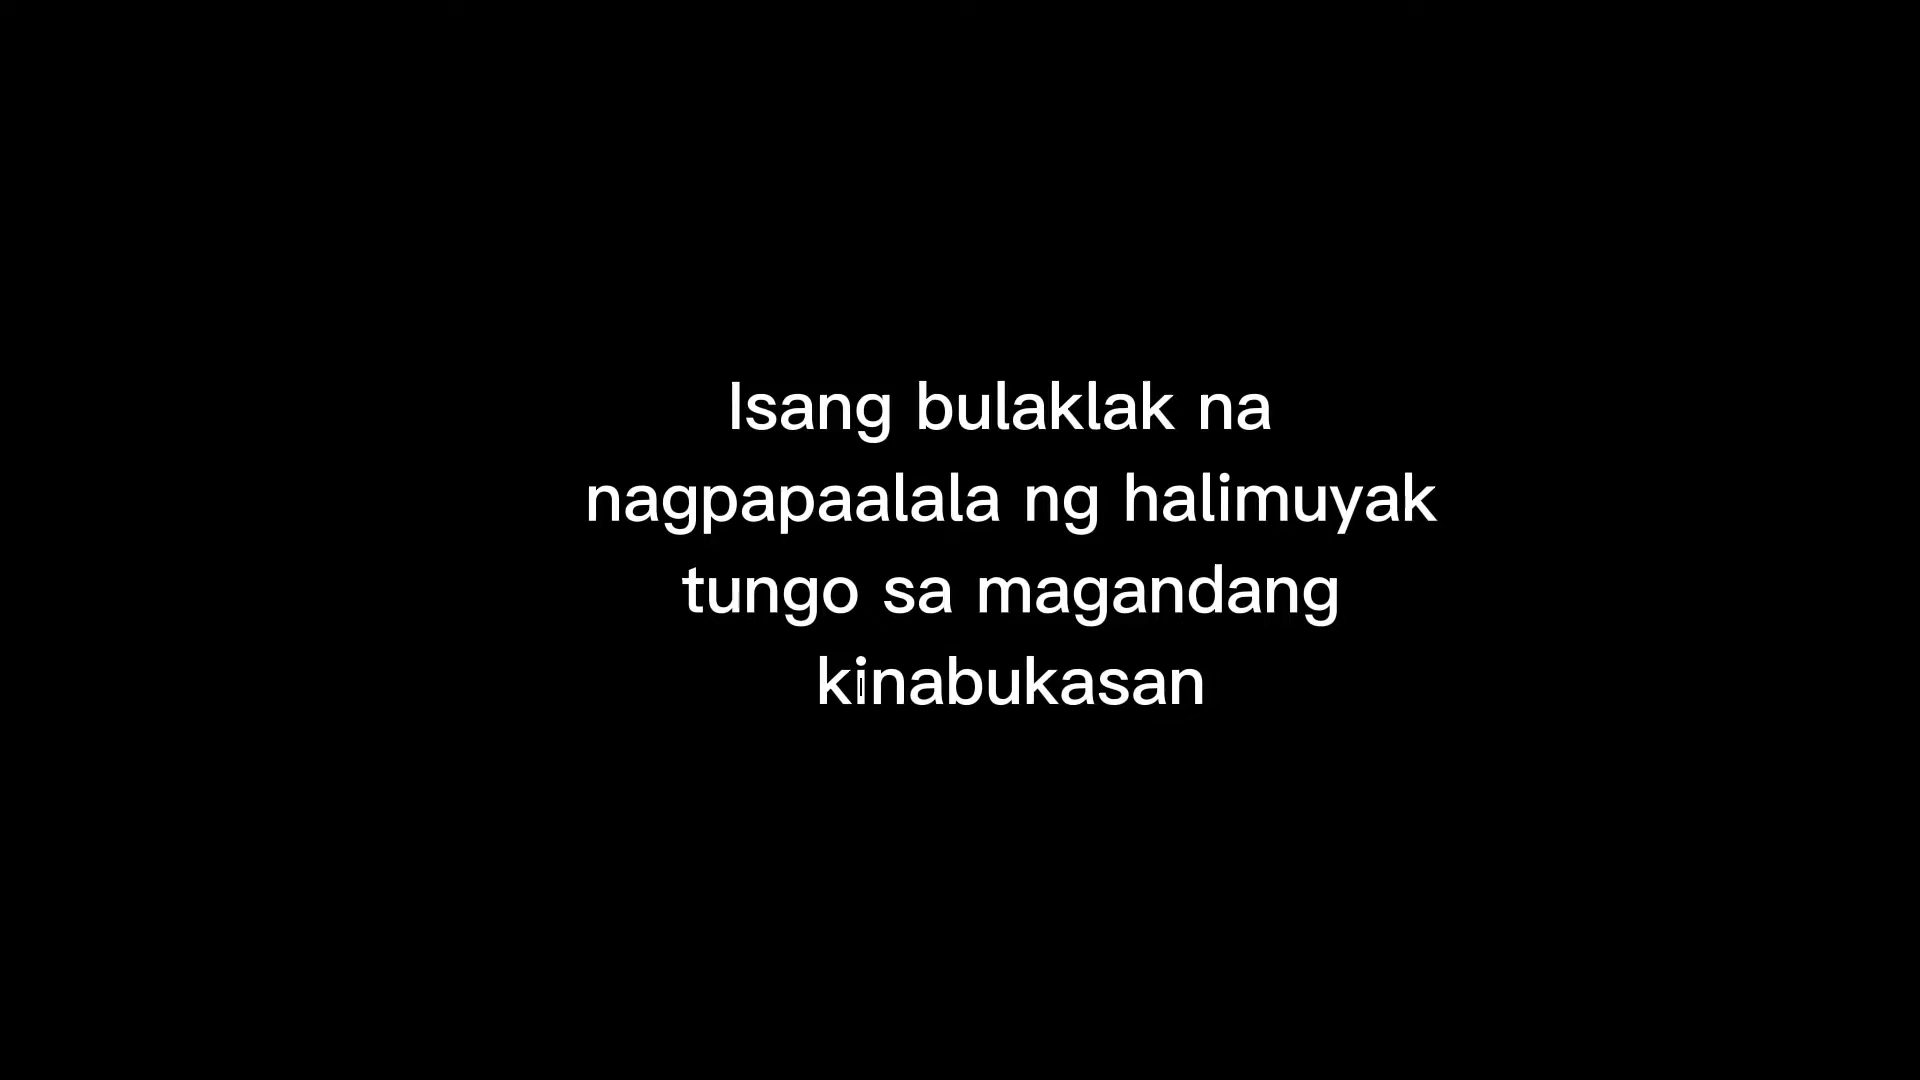 Isang bulaklak na
nagpapaalala ng halimuyak
tungo sa magandang
kinabukasan